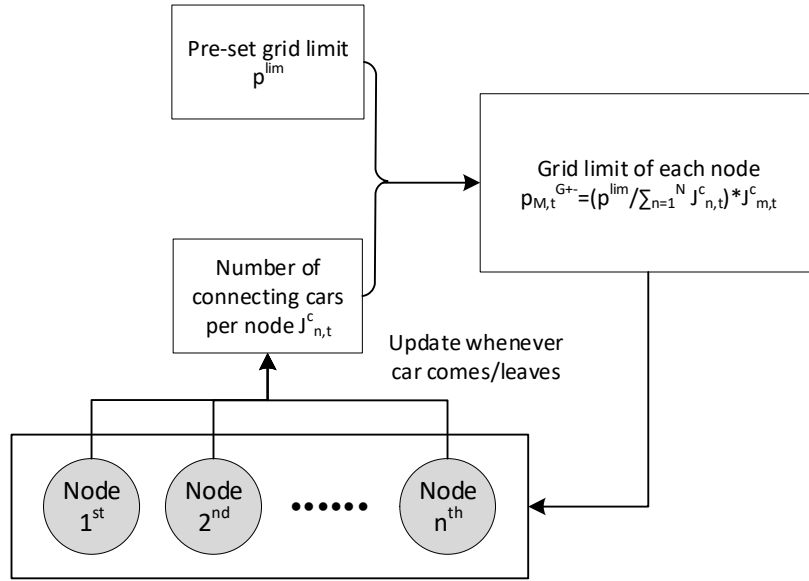 Pre-set grid limit
p^lim
Grid limit of each node
p_M,t^G+-=(p^lim/∑_n=1^N J^c_n,t)*J^c_m,t
Number of
connecting cars
per node J^c_n,t
Update whenever
car comes/leaves
Node
1^st
Node
2^nd
••••••
Node
n^th